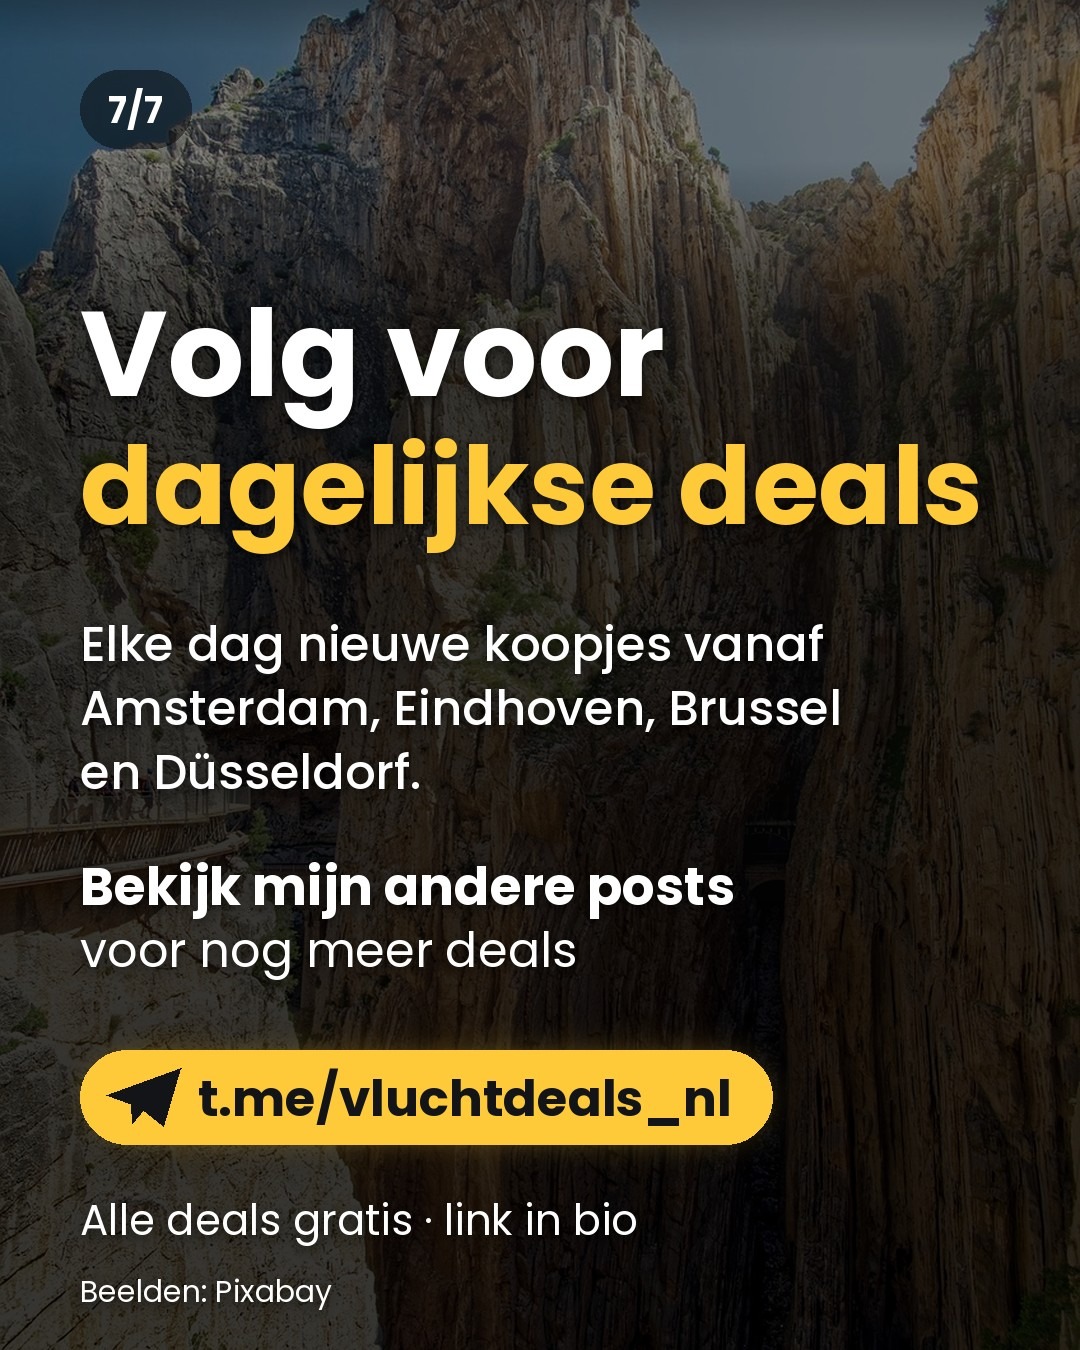 7/7
Volg voor
dagelijkse deals
Elke dag nieuwe koopjes vanaf
Amsterdam, Eindhoven, Brussel
en Düsseldorf.
Bekijk mijn andere posts
voor nog meer deals
t.me/vluchtdeals_nl
Alle deals gratis · link in bio
Beelden: Pixabay